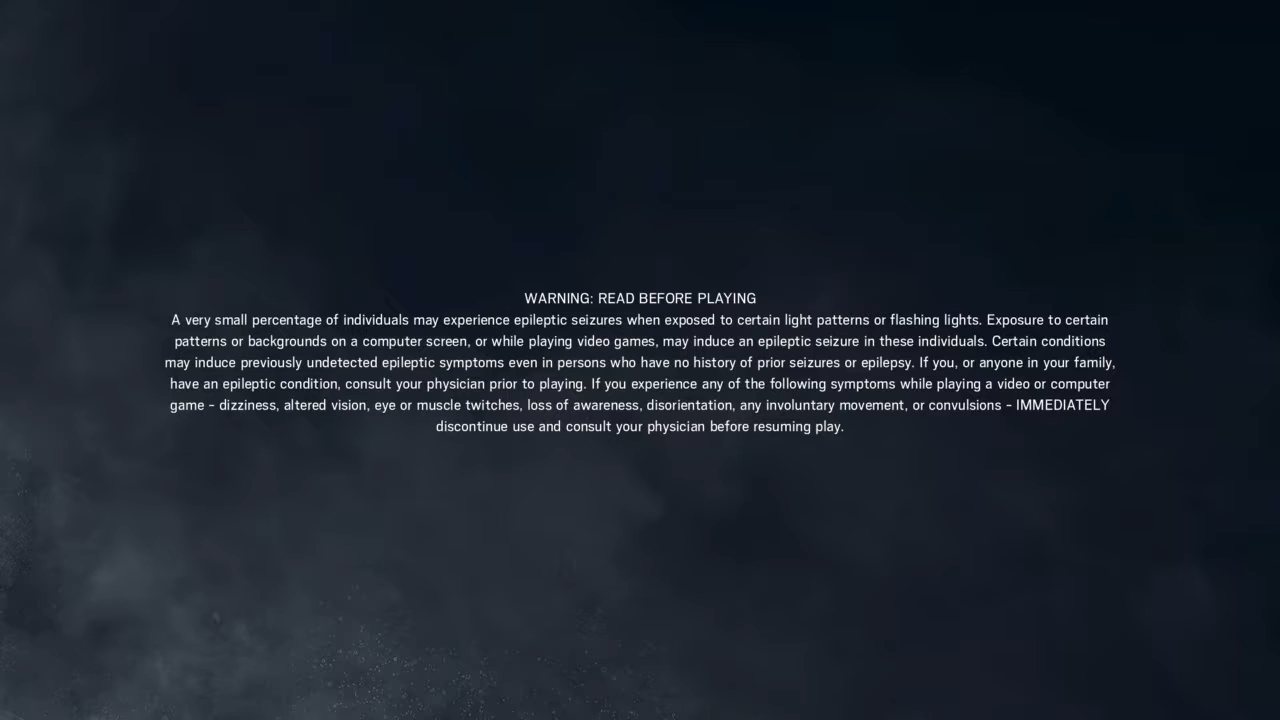 WARNING: READ BEFORE PLAYING
A very small percentage of individuals may experience epileptic seizures when exposed to certain light patterns or flashing lights. Exposure to certain
patterns or backgrounds on a computer screen, or while playing video games, may induce an epileptic seizure in these individuals. Certain conditions
may induce previously undetected epileptic symptoms even in persons who have no history of prior seizures or epilepsy. If you, or anyone in your family,
have an epileptic condition, consult your physician prior to playing. If you experience any of the following symptoms while playing a video or computer
game – dizziness, altered vision, eye or muscle twitches, loss of awareness, disorientation, any involuntary movement, or convulsions – IMMEDIATELY
discontinue use and consult your physician before resuming play.